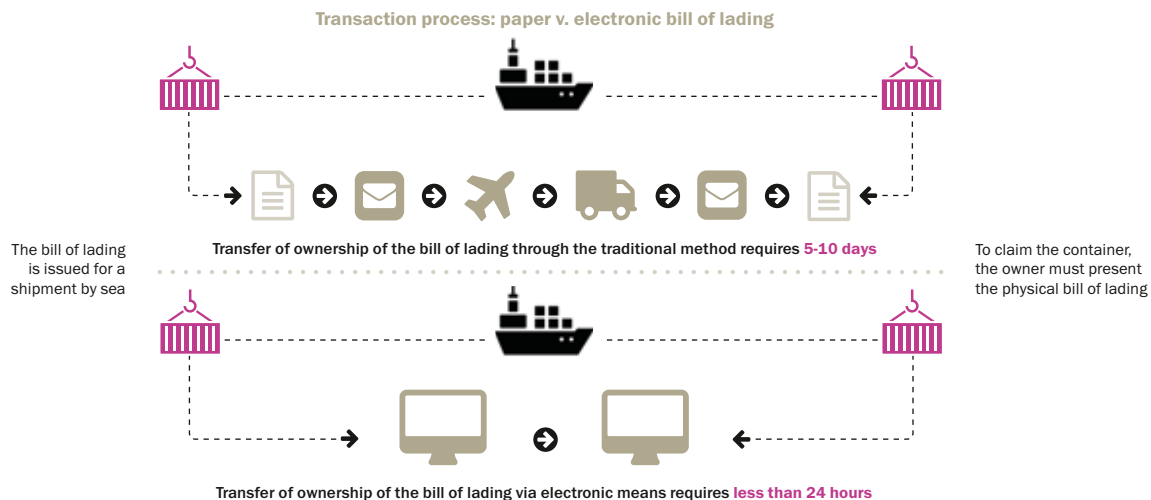 Transaction process: paper v. electronic bill of lading
Transfer of ownership of the bill of lading through the traditional method requires 5-10 days
The bill of lading
is issued for a
shipment by sea
To claim the container,
the owner must present
the physical bill of lading
Transfer of ownership of the bill of lading via electronic means requires less than 24 hours